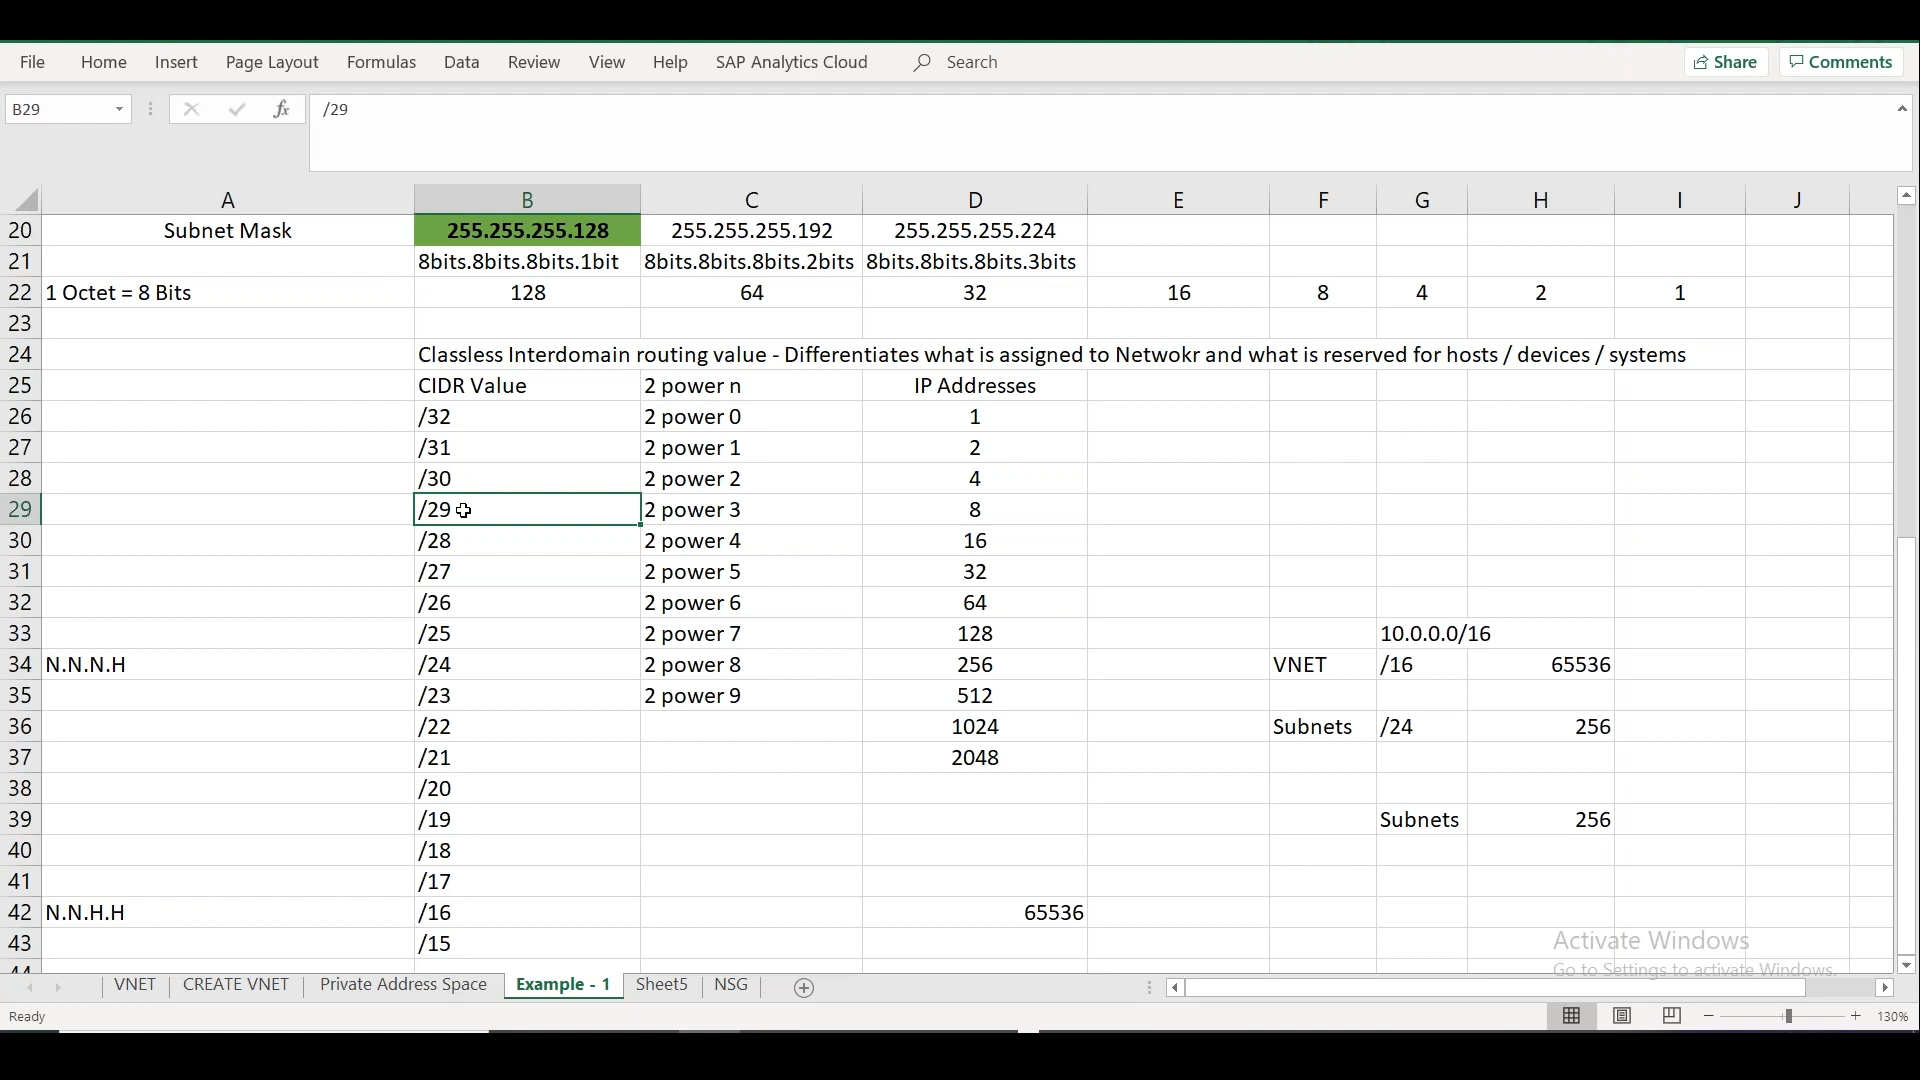 File Home Insert Page Layout Formulas Data Review View Help SAP Analytics Cloud Search Share Comments
B29 fx /29
A B C D E F G H I J
20 Subnet Mask 255.255.255.128 255.255.255.192 255.255.255.224
21 8bits.8bits.8bits.1bit 8bits.8bits.8bits.2bits 8bits.8bits.8bits.3bits
22 1 Octet = 8 Bits 128 64 32 16 8 4 2 1
23
24 Classless Interdomain routing value - Differentiates what is assigned to Netwokr and what is reserved for hosts / devices / systems
25 CIDR Value 2 power n IP Addresses
26 /32 2 power 0 1
27 /31 2 power 1 2
28 /30 2 power 2 4
29 /29 2 power 3 8
30 /28 2 power 4 16
31 /27 2 power 5 32
32 /26 2 power 6 64
33 /25 2 power 7 128 10.0.0.0/16
34 N.N.N.H /24 2 power 8 256 VNET /16 65536
35 /23 2 power 9 512
36 /22 1024 Subnets /24 256
37 /21 2048
38 /20
39 /19 Subnets 256
40 /18
41 /17
42 N.N.H.H /16 65536
43 /15
44
Activate Windows
Go to Settings to activate Windows.
VNET CREATE VNET Private Address Space Example - 1 Sheet5 NSG
Ready 130%